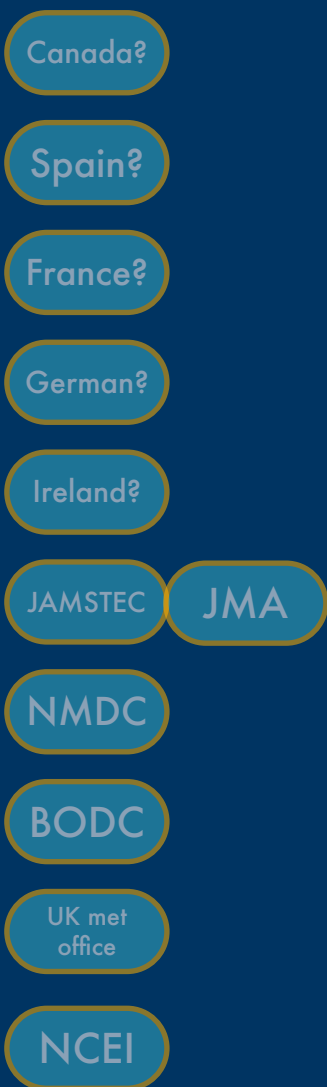 Canada?
Spain?
France?
German?
Ireland?
JAMSTEC JMA
NMDC
BODC
UK met
office
NCEI